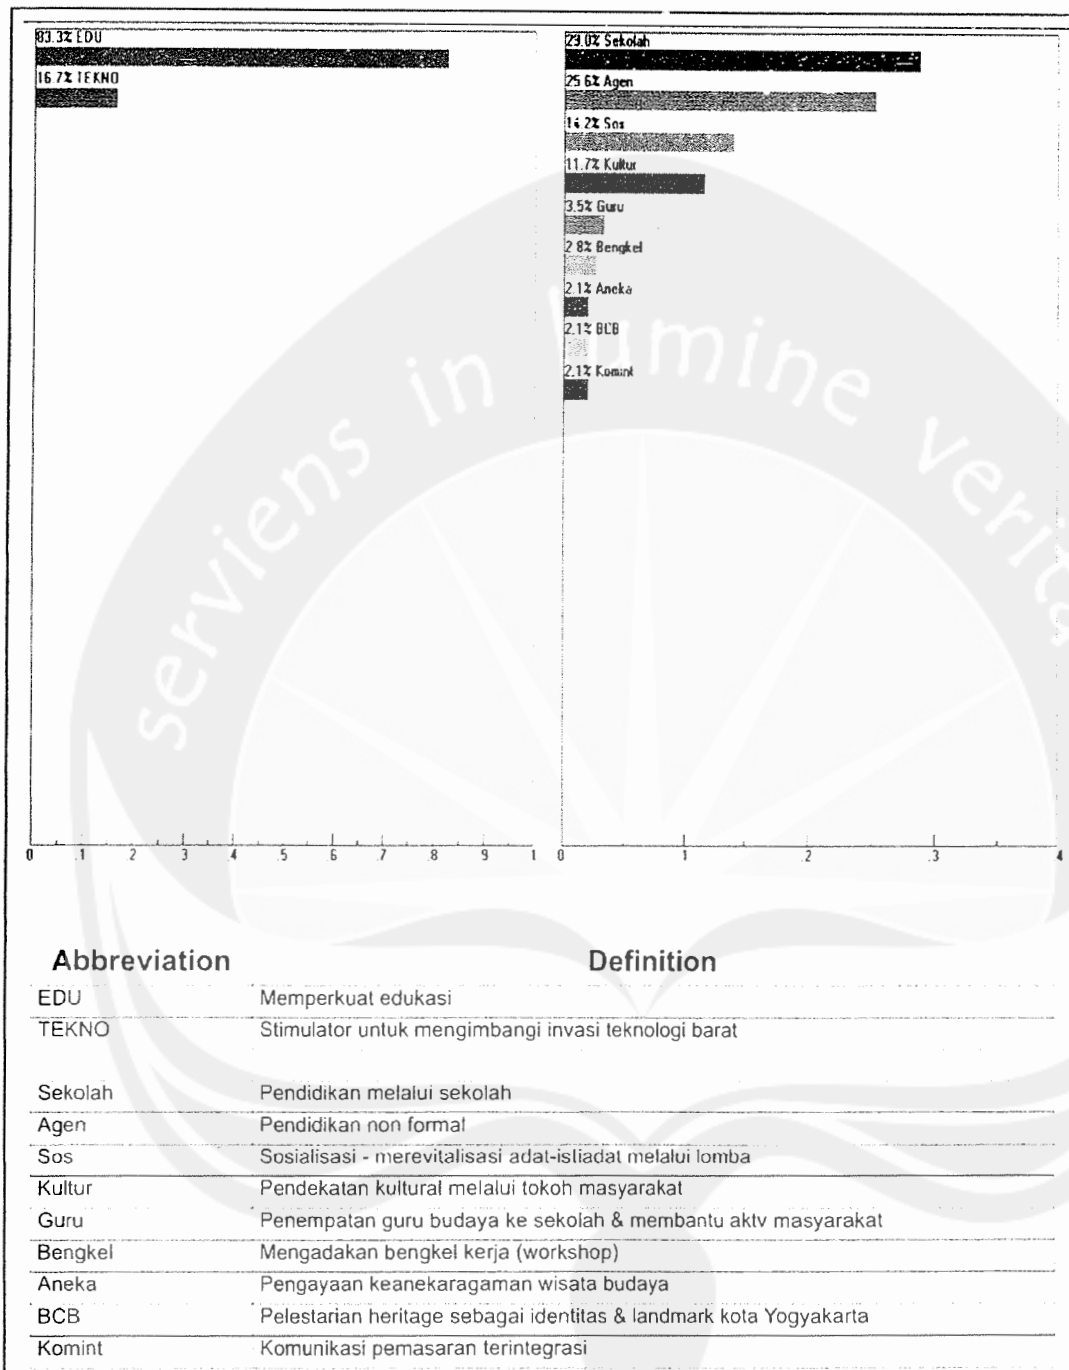 83.3% EDU
16.7% TEKNO
0 .1 .2 .3 .4 .5 .6 .7 .8 .9 1
29.0% Sekolah
25.6% Agen
14.2% Sos
11.7% Kultur
3.5% Guru
2.8% Bengkel
2.1% Aneka
2.1% BCB
2.1% Komint
0 .1 .2 .3 .4
serviens in lumine verita
Abbreviation Definition
EDU Memperkuat edukasi
TEKNO Stimulator untuk mengimbangi invasi teknologi barat
Sekolah Pendidikan melalui sekolah
Agen Pendidikan non formal
Sos Sosialisasi - merevitalisasi adat-istiadat melalui lomba
Kultur Pendekatan kultural melalui tokoh masyarakat
Guru Penempatan guru budaya ke sekolah & membantu aktv masyarakat
Bengkel Mengadakan bengkel kerja (workshop)
Aneka Pengayaan keanekaragaman wisata budaya
BCB Pelestarian heritage sebagai identitas & landmark kota Yogyakarta
Komint Komunikasi pemasaran terintegrasi